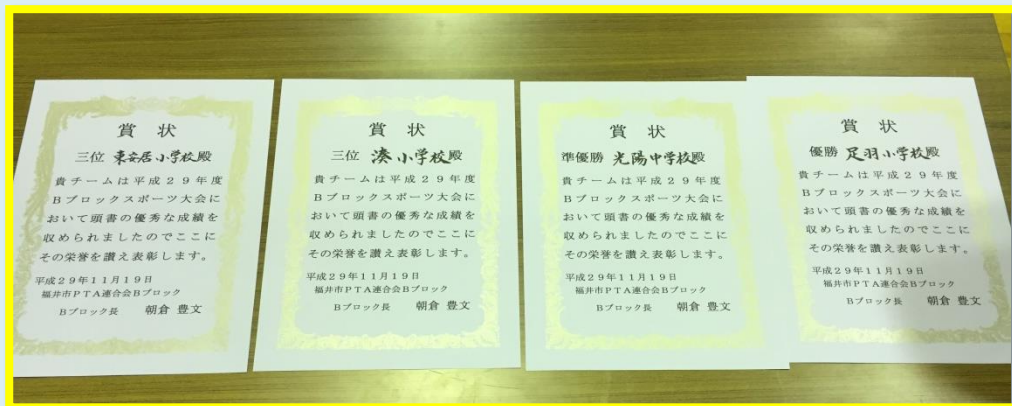 賞状
三位 東安居小学校殿
貴チームは平成29年度
Bブロックスポーツ大会に
おいて頭書の優秀な成績を
収められましたのでここに
その栄誉を讃え表彰します。
平成29年11月19日
福井市PTA連合会Bブロック
Bブロック長 朝倉 豊文
賞状
三位 湊小学校殿
貴チームは平成29年度
Bブロックスポーツ大会に
おいて頭書の優秀な成績を
収められましたのでここに
その栄誉を讃え表彰します。
平成29年11月19日
福井市PTA連合会Bブロック
Bブロック長 朝倉 豊文
賞状
準優勝 光陽中学校殿
貴チームは平成29年度
Bブロックスポーツ大会に
おいて頭書の優秀な成績を
収められましたのでここに
その栄誉を讃え表彰します。
平成29年11月19日
福井市PTA連合会Bブロック
Bブロック長 朝倉 豊文
賞状
優勝 足羽小学校殿
貴チームは平成29年度
Bブロックスポーツ大会に
おいて頭書の優秀な成績を
収められましたのでここに
その栄誉を讃え表彰します。
平成29年11月19日
福井市PTA連合会Bブロック
Bブロック長 朝倉 豊文